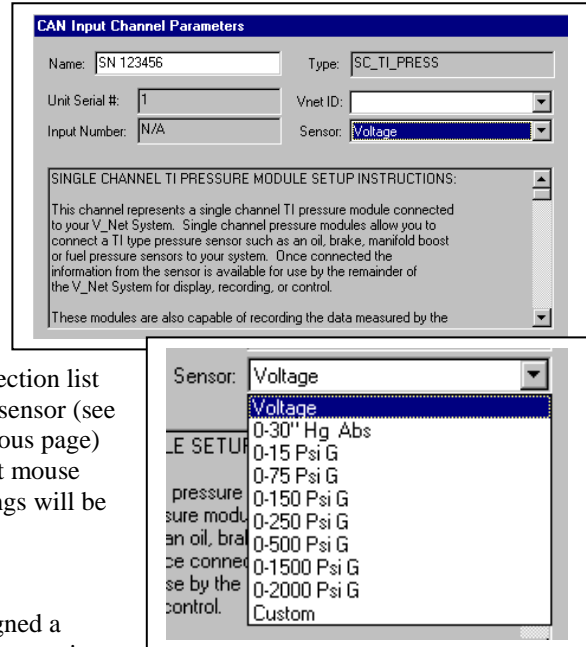 CAN Input Channel Parameters
Name: SN 123456 Type: SC_TI_PRESS
Unit Serial #: 1 Vnet ID:
Input Number: N/A Sensor: Voltage
SINGLE CHANNEL TI PRESSURE MODULE SETUP INSTRUCTIONS:
This channel represents a single channel TI pressure module connected
to your V_Net System. Single channel pressure modules allow you to
connect a TI type pressure sensor such as an oil, brake, manifold boost
or fuel pressure sensors to your system. Once connected the
information from the sensor is available for use by the remainder of
the V_Net System for display, recording, or control.
These modules are also capable of recording the data measured by the
ection list
sensor (see
ous page)
t mouse
ngs will be
gned a
Sensor: Voltage
Voltage
0-30" Hg Abs
0-15 Psi G
0-75 Psi G
0-150 Psi G
0-250 Psi G
0-500 Psi G
0-1500 Psi G
0-2000 Psi G
Custom
LE SETU
pressure
sure modu
an oil, bral
ce connec
se by the
control.